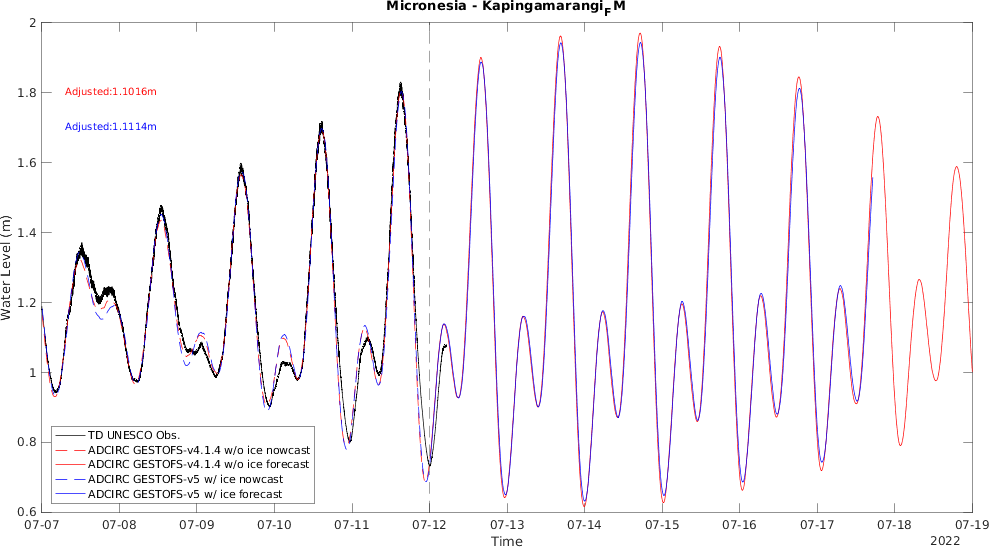 Micronesia - Kapingamarangi_FM
2
1.8
1.6
1.4
1.2
1
0.8
0.6
Water Level (m)
Adjusted:1.1016m
Adjusted:1.1114m
TD UNESCO Obs.
ADCIRC GESTOFS-v4.1.4 w/o ice nowcast
ADCIRC GESTOFS-v4.1.4 w/o ice forecast
ADCIRC GESTOFS-v5 w/ ice nowcast
ADCIRC GESTOFS-v5 w/ ice forecast
07-07 07-08 07-09 07-10 07-11 07-12 07-13 07-14 07-15 07-16 07-17 07-18 07-19
Time
2022